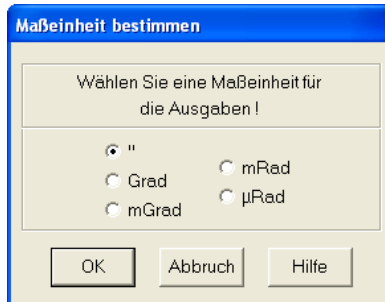 Maßeinheit bestimmen
Wählen Sie eine Maßeinheit für
die Ausgaben !
"
Grad
mGrad
mRad
µRad
OK
Abbruch
Hilfe